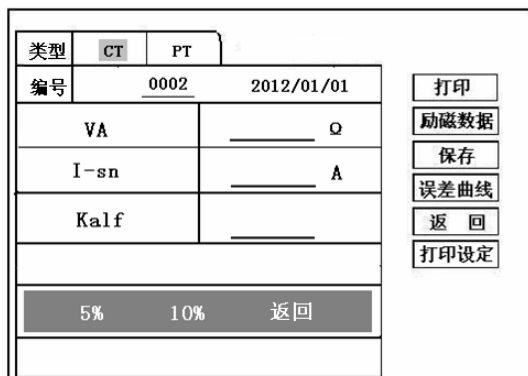 类型 CT PT
编号 0002 2012/01/01
VA Ω
I-sn A
Kalf
5% 10% 返回
打印
励磁数据
保存
误差曲线
返 回
打印设定